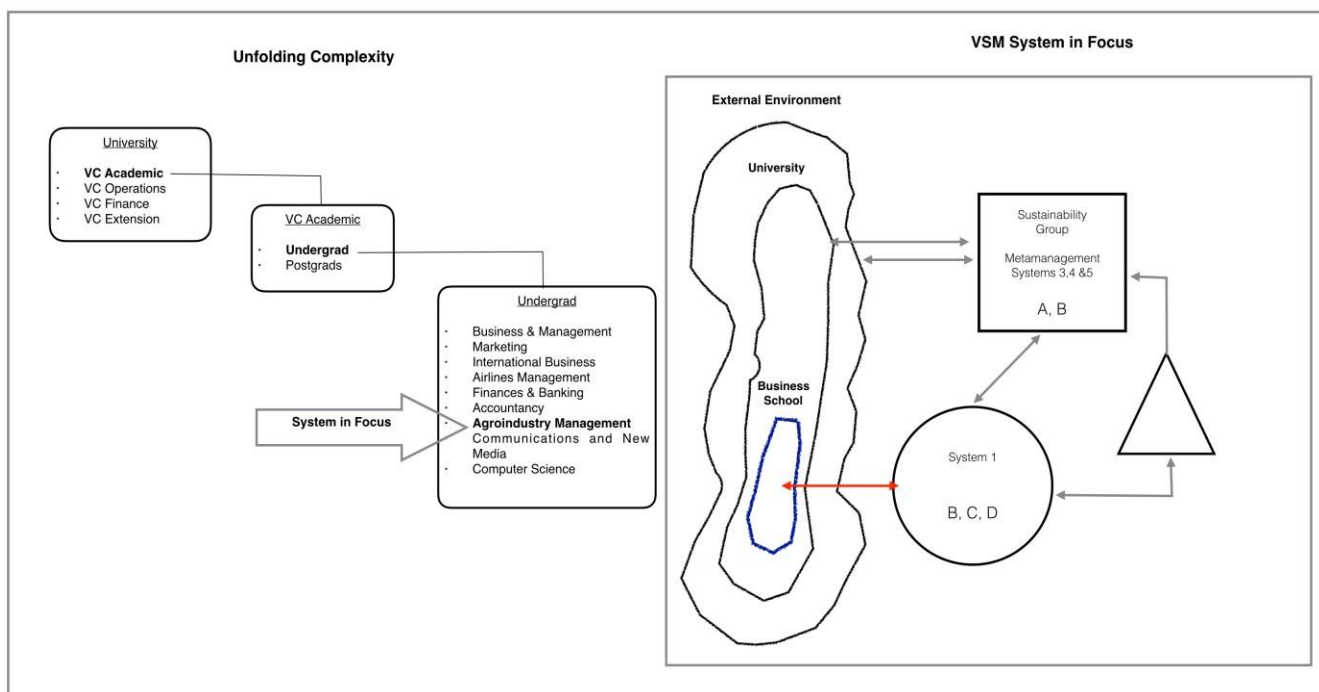 Unfolding Complexity
University
· VC Academic
· VC Operations
· VC Finance
· VC Extension
VC Academic
· Undergrad
· Postgrads
Undergrad
· Business & Management
· Marketing
· International Business
· Airlines Management
· Finances & Banking
· Accountancy
· Agroindustry Management
Communications and New
Media
· Computer Science
System in Focus
VSM System in Focus
External Environment
University
Business
School
Sustainability
Group
Metamanagement
Systems 3,4 &5
A, B
System 1
B, C, D